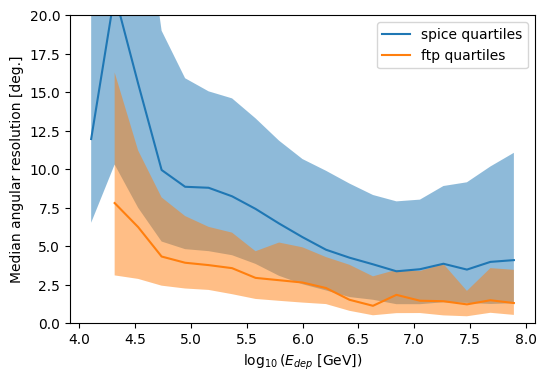 20.0
17.5
15.0
12.5
10.0
7.5
5.0
2.5
0.0
Median angular resolution [deg.]
spice quartiles
ftp quartiles
4.0 4.5 5.0 5.5 6.0 6.5 7.0 7.5 8.0
log₁₀(E_dep [GeV])